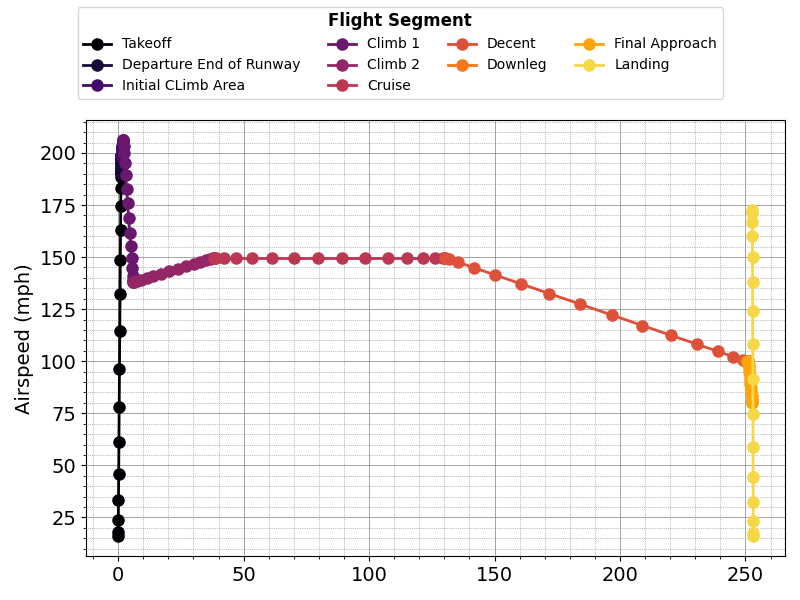 Flight Segment
Takeoff
Departure End of Runway
Initial CLimb Area
Climb 1
Climb 2
Cruise
Decent
Downleg
Final Approach
Landing
Airspeed (mph)
200
175
150
125
100
75
50
25
0 50 100 150 200 250